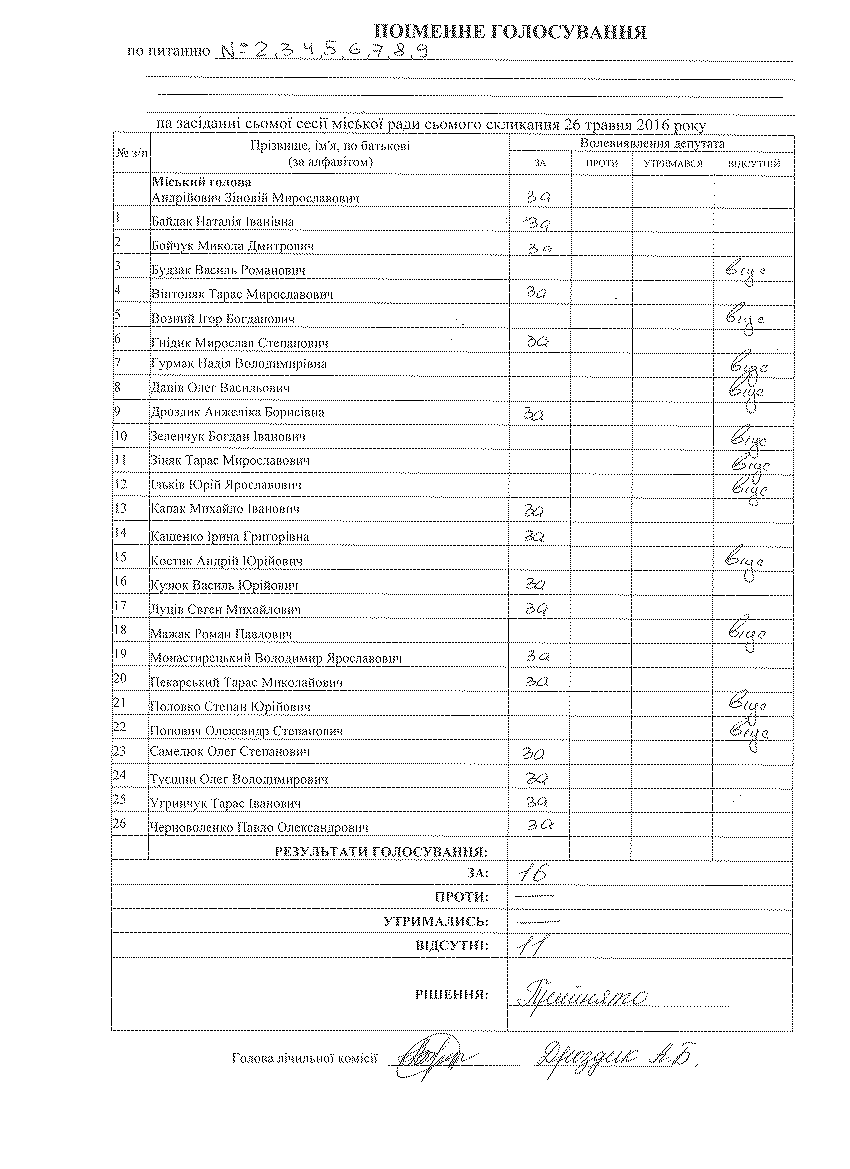 ПОІМЕННЕ ГОЛОСУВАННЯ
по питанню № 2, 3, 4, 5, 6, 7, 8, 9
на засіданні сьомої сесії міської ради сьомого скликання 26 травня 2016 року
№ з/п Прізвище, ім'я, по батькові (за алфавітом) Волевиявлення депутата
ЗА ПРОТИ УТРИМАВСЯ ВІДСУТНІЙ
Міський голова
Андрійович Зіновій Мирославович за
1 Байдак Наталія Іванівна за
2 Бойчук Микола Дмитрович за
3 Будзак Василь Романович відс
4 Вінтоняк Тарас Мирославович за
5 Возний Ігор Богданович відс
6 Гнідик Мирослав Степанович за
7 Гурмак Надія Володимирівна відс
8 Данів Олег Васильович відс
9 Дроздик Анжеліка Борисівна за
10 Зеленчук Богдан Іванович відс
11 Зіняк Тарас Мирославович відс
12 Ільків Юрій Ярославович відс
13 Капак Михайло Іванович за
14 Кащенко Ірина Григорівна за
15 Костик Андрій Юрійович відс
16 Кузюк Василь Юрійович за
17 Луців Євген Михайлович за
18 Мажак Роман Павлович відс
19 Монастирецький Володимир Ярославович за
20 Пекарський Тарас Миколайович за
21 Половко Степан Юрійович відс
22 Попович Олександр Степанович відс
23 Самелюк Олег Степанович за
24 Олег Володимирович за
25 Угринчук Тарас Іванович за
26 Черноволенко Павло Олександрович за
РЕЗУЛЬТАТИ ГОЛОСУВАННЯ:
ЗА: 16
ПРОТИ: —
УТРИМАЛИСЬ: —
ВІДСУТНІ: 11
РІШЕННЯ: Прийнято
Голова лічильної комісії Дроздик А.Б.